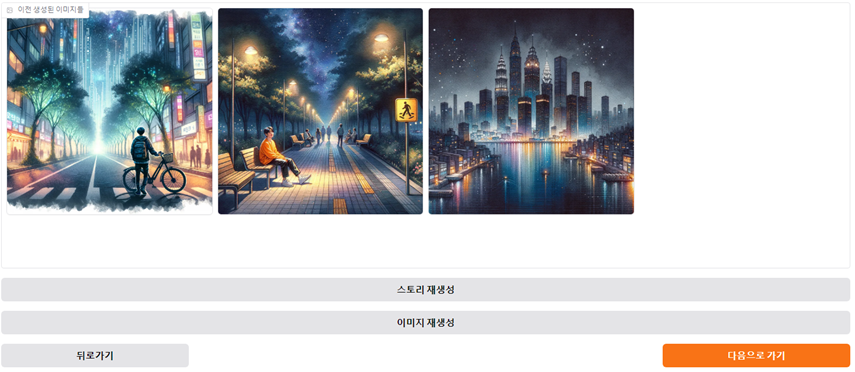 이전 생성된 이미지들
스토리 재생성
이미지 재생성
뒤로가기
다음으로 가기